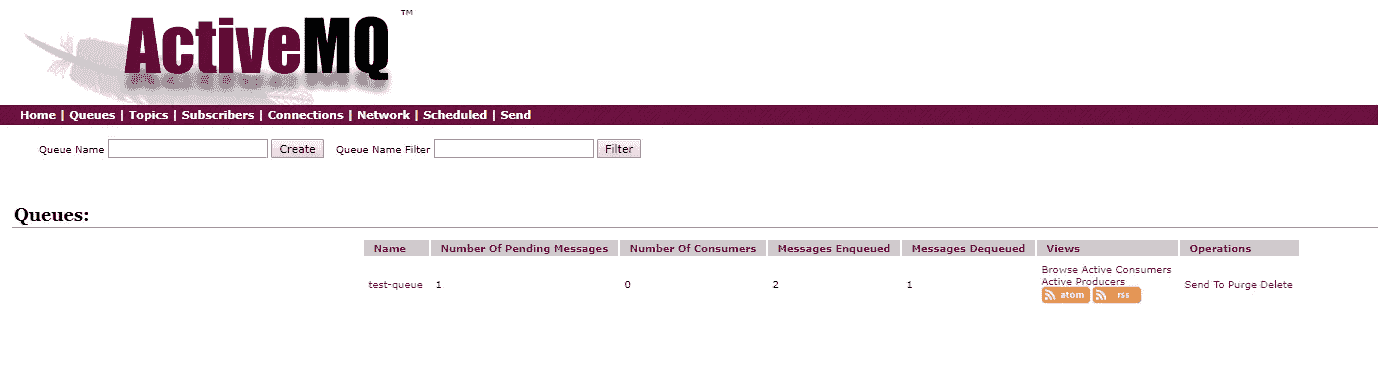 ActiveMQ™
Home | Queues | Topics | Subscribers | Connections | Network | Scheduled | Send
Queue Name Create Queue Name Filter Filter
Queues:
Name Number Of Pending Messages Number Of Consumers Messages Enqueued Messages Dequeued Views Operations
test-queue 1 0 2 1 Browse Active Consumers Send To Purge Delete
Active Producers
atom rss